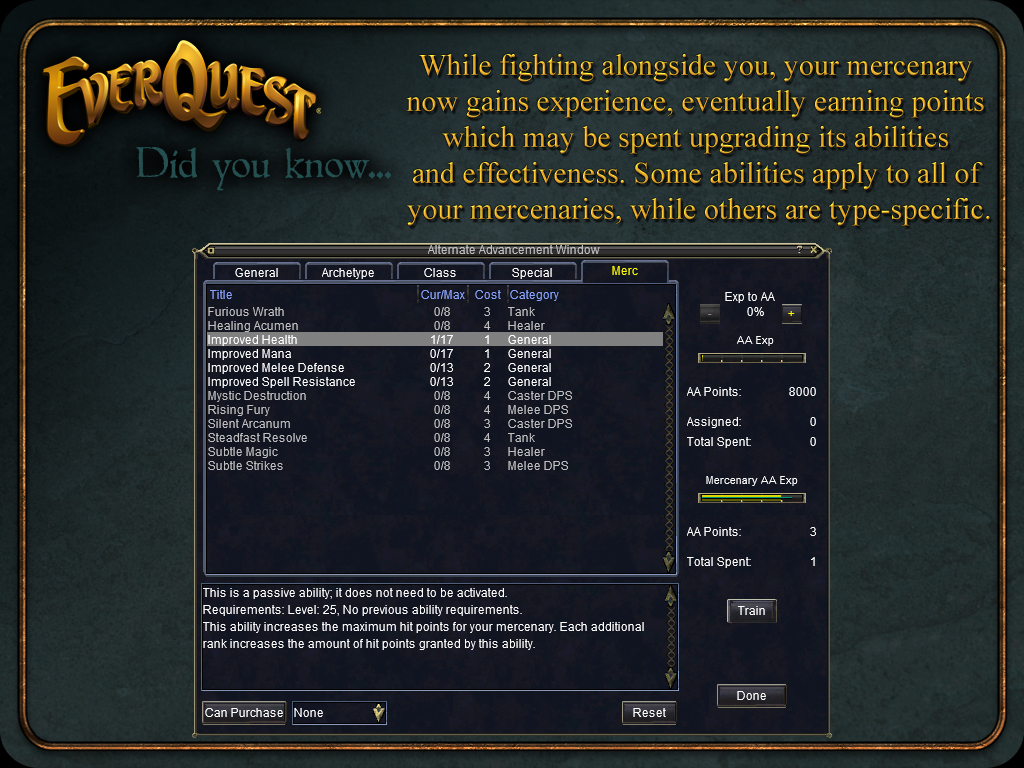 EVERQUEST®
Did you know...
While fighting alongside you, your mercenary
now gains experience, eventually earning points
which may be spent upgrading its abilities
and effectiveness. Some abilities apply to all of
your mercenaries, while others are type-specific.
Alternate Advancement Window ? X
General Archetype Class Special Merc
Title Cur/Max Cost Category
Furious Wrath 0/8 3 Tank
Healing Acumen 0/8 4 Healer
Improved Health 1/17 1 General
Improved Mana 0/17 1 General
Improved Melee Defense 0/13 2 General
Improved Spell Resistance 0/13 2 General
Mystic Destruction 0/8 4 Caster DPS
Rising Fury 0/8 4 Melee DPS
Silent Arcanum 0/8 3 Caster DPS
Steadfast Resolve 0/8 4 Tank
Subtle Magic 0/8 3 Healer
Subtle Strikes 0/8 3 Melee DPS
Exp to AA
- 0% +
AA Exp
AA Points: 8000
Assigned: 0
Total Spent: 0
Mercenary AA Exp
AA Points: 3
Total Spent: 1
This is a passive ability; it does not need to be activated.
Requirements: Level: 25, No previous ability requirements.
This ability increases the maximum hit points for your mercenary. Each additional
rank increases the amount of hit points granted by this ability.
Train
Done
Can Purchase None Reset